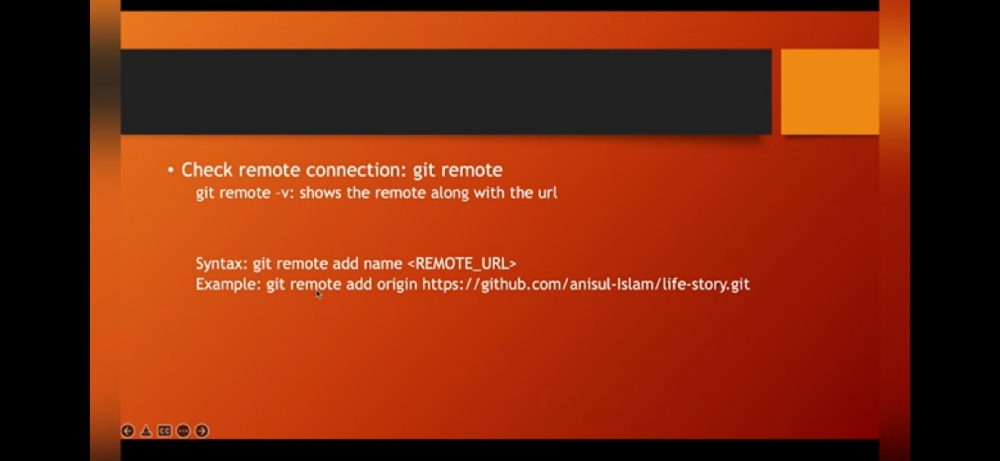 • Check remote connection: git remote
git remote -v: shows the remote along with the url
Syntax: git remote add name <REMOTE_URL>
Example: git remote add origin https://github.com/anisul-Islam/life-story.git
CC